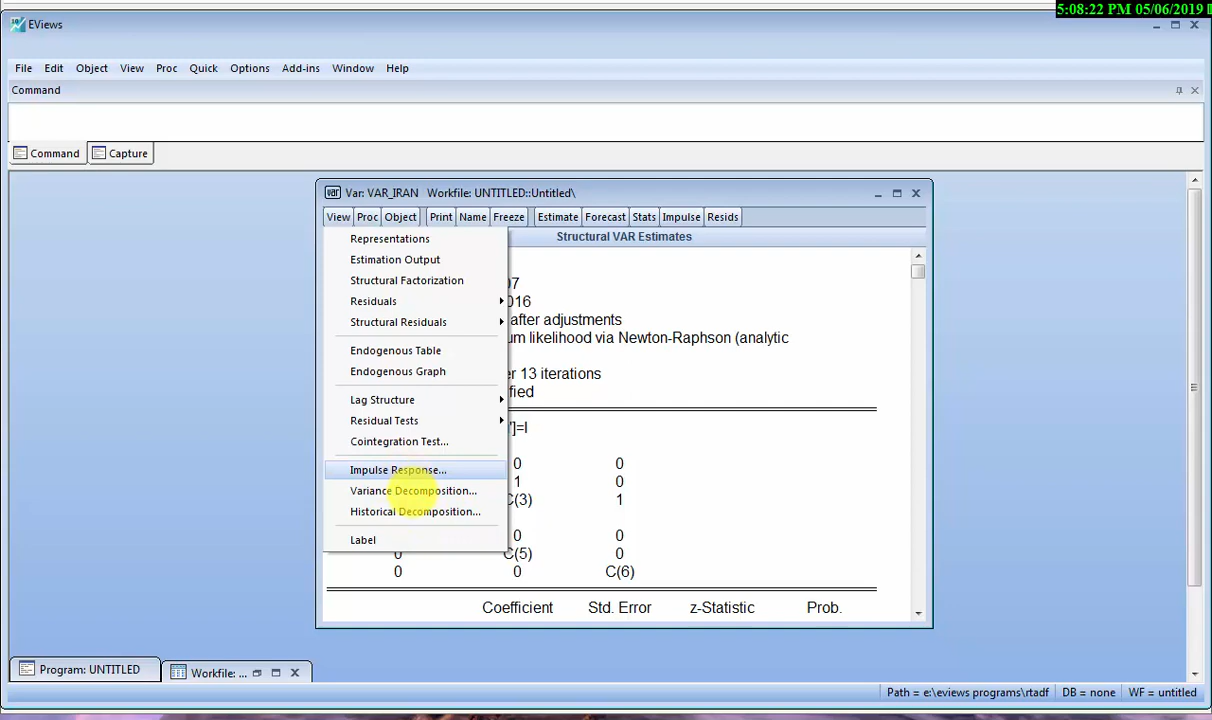 5:08:22 PM 05/06/2019
EViews
File Edit Object View Proc Quick Options Add-ins Window Help
Command
Command Capture
var Var: VAR_IRAN Workfile: UNTITLED::Untitled\
View Proc Object Print Name Freeze Estimate Forecast Stats Impulse Resids
Structural VAR Estimates
Representations
Estimation Output
Structural Factorization
Residuals
Structural Residuals
Endogenous Table
Endogenous Graph
Lag Structure
Residual Tests
Cointegration Test...
Impulse Response...
Variance Decomposition...
Historical Decomposition...
Label
07
016
after adjustments
um likelihood via Newton-Raphson (analytic
er 13 iterations
fied
']=I
0 0
1 0
C(3) 1
0 0
0 C(5) 0
0 0 C(6)
Coefficient Std. Error z-Statistic Prob.
Program: UNTITLED Workfile: ...
Path = e:\eviews programs\rtadf DB = none WF = untitled